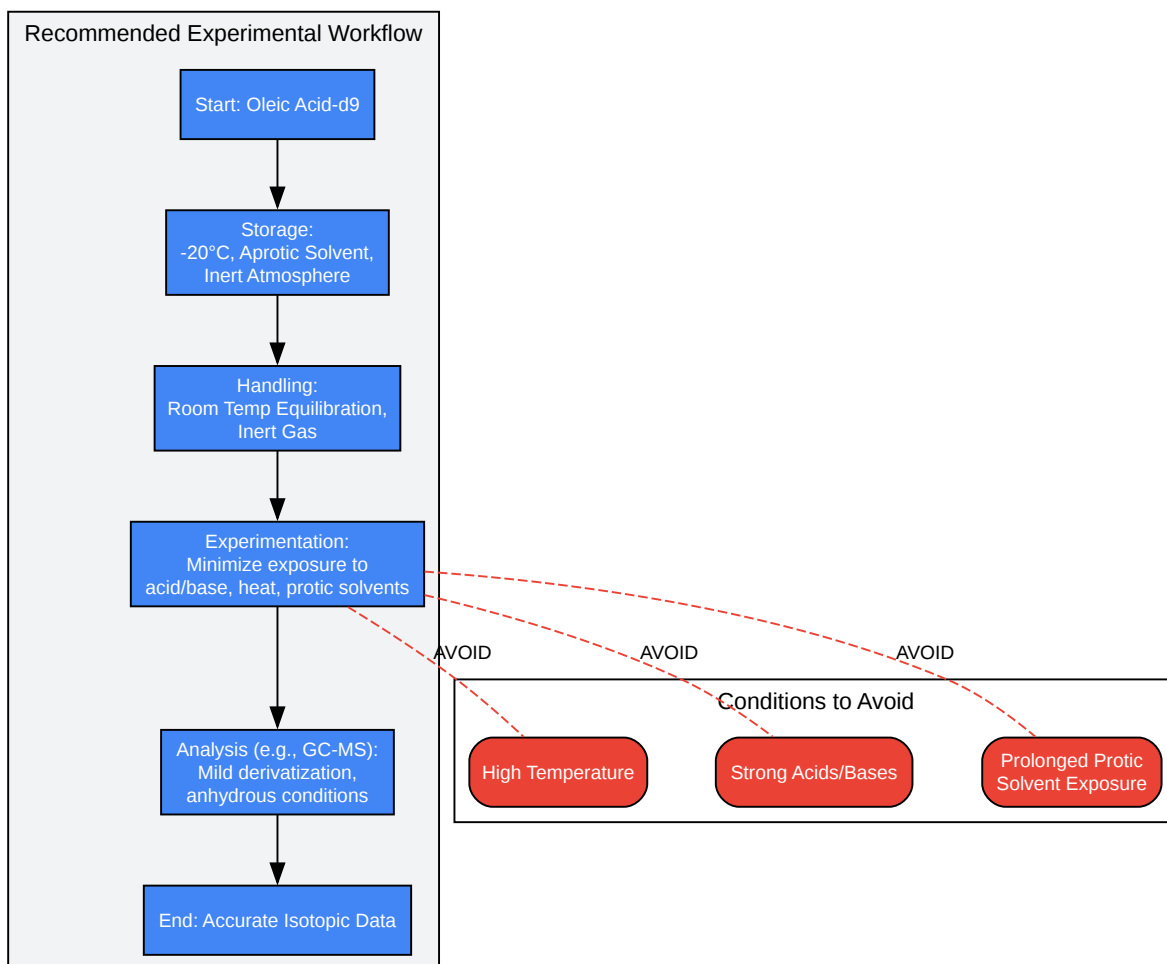 Recommended Experimental Workflow
Start: Oleic Acid-d9
Storage:
-20°C, Aprotic Solvent,
Inert Atmosphere
Handling:
Room Temp Equilibration,
Inert Gas
Experimentation:
Minimize exposure to
acid/base, heat, protic solvents
AVOID
AVOID
AVOID
Conditions to Avoid
High Temperature
Strong Acids/Bases
Prolonged Protic
Solvent Exposure
Analysis (e.g., GC-MS):
Mild derivatization,
anhydrous conditions
End: Accurate Isotopic Data